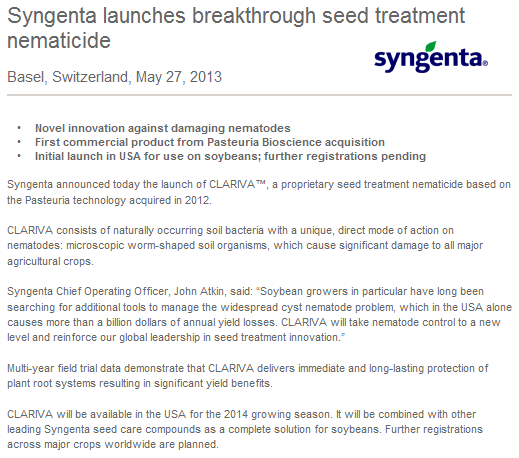 Syngenta launches breakthrough seed treatment
nematicide
syngenta®
Basel, Switzerland, May 27, 2013
• Novel innovation against damaging nematodes
• First commercial product from Pasteuria Bioscience acquisition
• Initial launch in USA for use on soybeans; further registrations pending
Syngenta announced today the launch of CLARIVA™, a proprietary seed treatment nematicide based on
the Pasteuria technology acquired in 2012.
CLARIVA consists of naturally occurring soil bacteria with a unique, direct mode of action on
nematodes: microscopic worm-shaped soil organisms, which cause significant damage to all major
agricultural crops.
Syngenta Chief Operating Officer, John Atkin, said: “Soybean growers in particular have long been
searching for additional tools to manage the widespread cyst nematode problem, which in the USA alone
causes more than a billion dollars of annual yield losses. CLARIVA will take nematode control to a new
level and reinforce our global leadership in seed treatment innovation.”
Multi-year field trial data demonstrate that CLARIVA delivers immediate and long-lasting protection of
plant root systems resulting in significant yield benefits.
CLARIVA will be available in the USA for the 2014 growing season. It will be combined with other
leading Syngenta seed care compounds as a complete solution for soybeans. Further registrations
across major crops worldwide are planned.